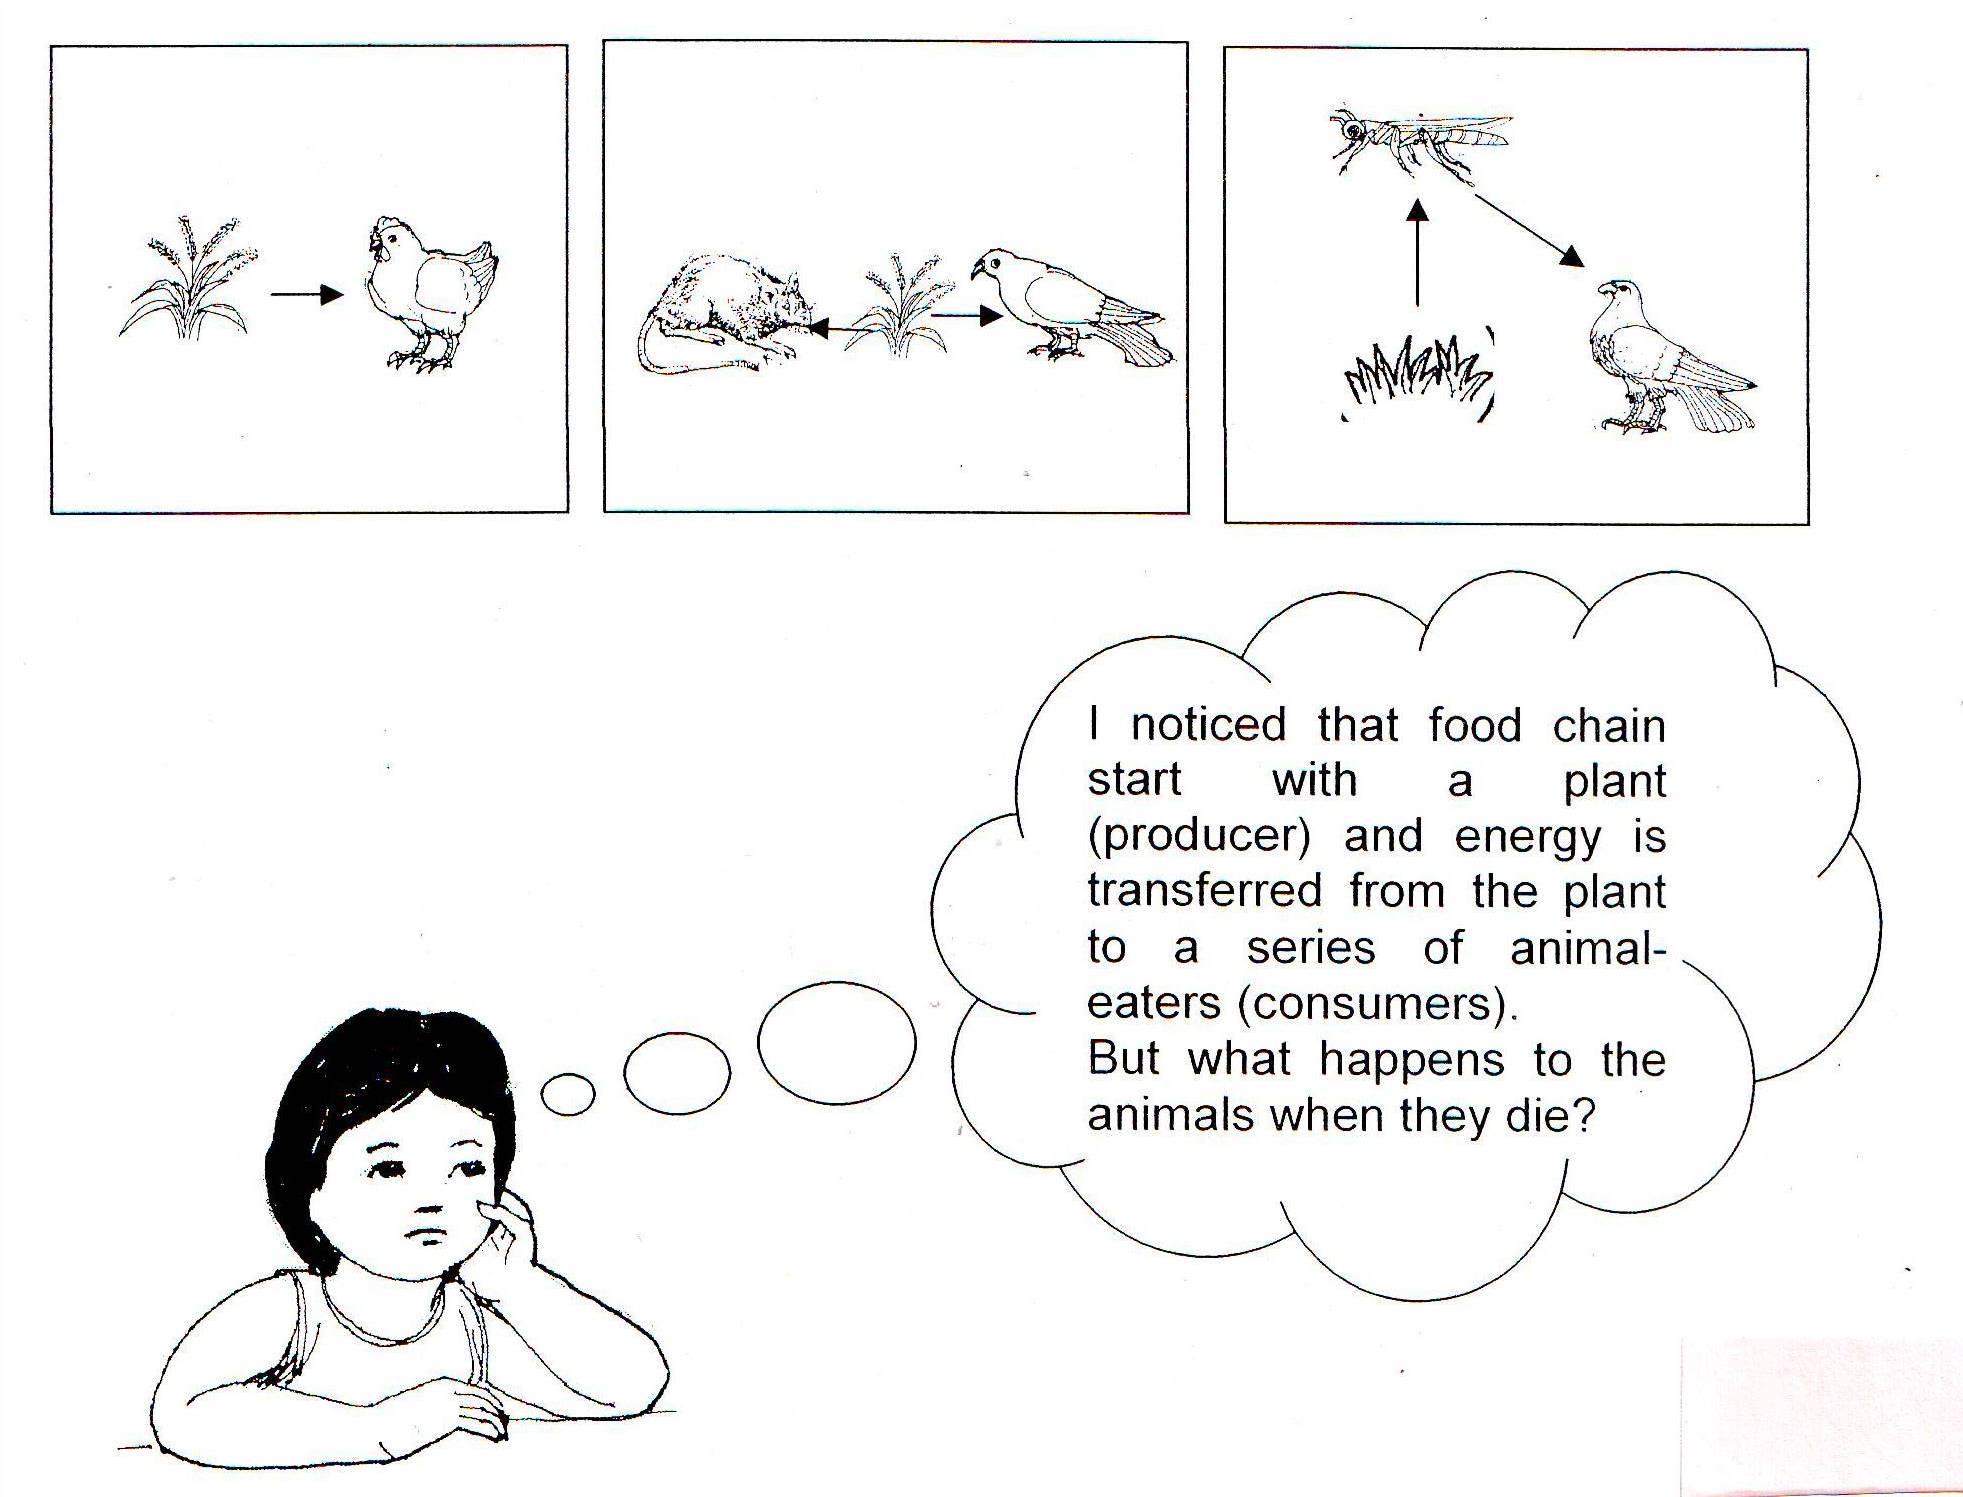 I noticed that food chain
start with a plant
(producer) and energy is
transferred from the plant
to a series of animal-
eaters (consumers).
But what happens to the
animals when they die?